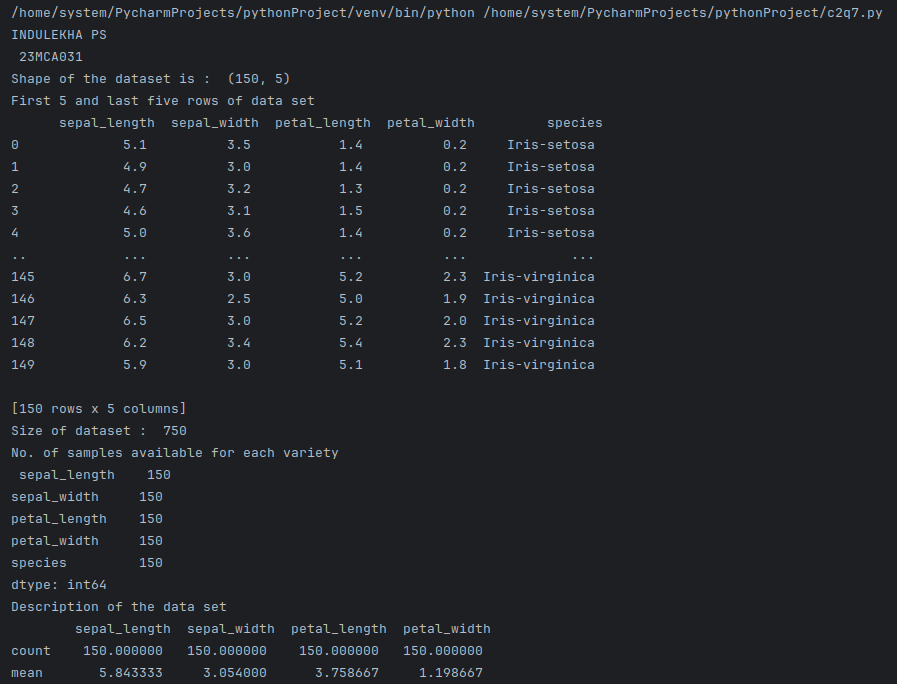 /home/system/PycharmProjects/pythonProject/venv/bin/python /home/system/PycharmProjects/pythonProject/c2q7.py
INDULEKHA PS
 23MCA031
Shape of the dataset is :  (150, 5)
First 5 and last five rows of data set
      sepal_length  sepal_width  petal_length  petal_width         species
0              5.1          3.5           1.4          0.2     Iris-setosa
1              4.9          3.0           1.4          0.2     Iris-setosa
2              4.7          3.2           1.3          0.2     Iris-setosa
3              4.6          3.1           1.5          0.2     Iris-setosa
4              5.0          3.6           1.4          0.2     Iris-setosa
..             ...          ...           ...          ...             ...
145            6.7          3.0           5.2          2.3  Iris-virginica
146            6.3          2.5           5.0          1.9  Iris-virginica
147            6.5          3.0           5.2          2.0  Iris-virginica
148            6.2          3.4           5.4          2.3  Iris-virginica
149            5.9          3.0           5.1          1.8  Iris-virginica

[150 rows x 5 columns]
Size of dataset :  750
No. of samples available for each variety
 sepal_length    150
sepal_width     150
petal_length    150
petal_width     150
species         150
dtype: int64
Description of the data set
        sepal_length  sepal_width  petal_length  petal_width
count    150.000000   150.000000    150.000000   150.000000
mean       5.843333     3.054000      3.758667     1.198667